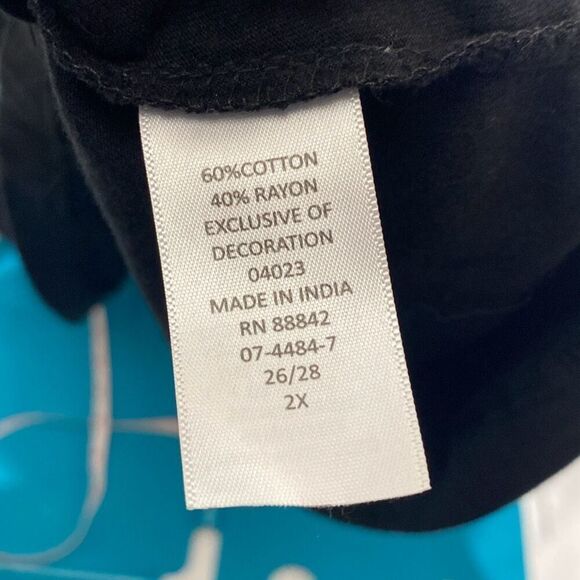 60%COTTON
40% RAYON
EXCLUSIVE OF
DECORATION
04023
MADE IN INDIA
RN 88842
07-4484-7
26/28
2X